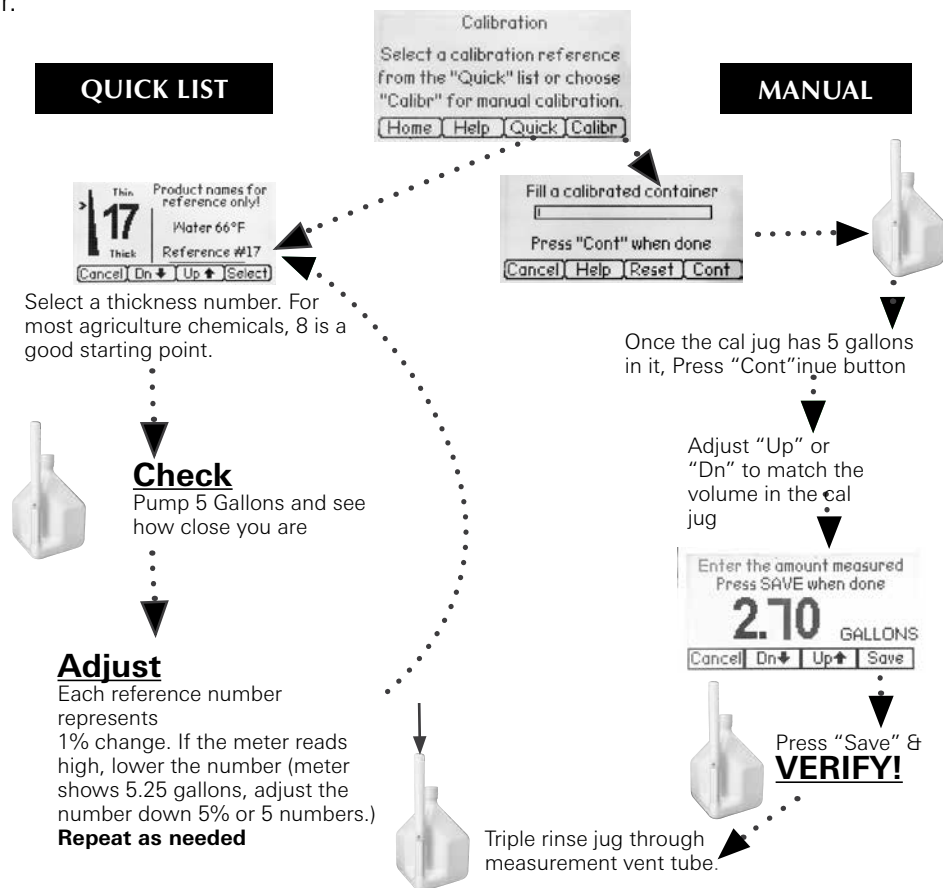 r.
Calibration
Select a calibration reference
from the "Quick" list or choose
"Calibr" for manual calibration.
Home Help Quick Calibr
QUICK LIST
Thin
17
Thick
Product names for
reference only!
Water 66°F
Reference #17
Cancel Dn Up Select
Select a thickness number. For
most agriculture chemicals, 8 is a
good starting point.
Check
Pump 5 Gallons and see
how close you are
Adjust
Each reference number
represents
1% change. If the meter reads
high, lower the number (meter
shows 5.25 gallons, adjust the
number down 5% or 5 numbers.)
Repeat as needed
MANUAL
Fill a calibrated container
Press "Cont" when done
Cancel Help Reset Cont
Once the cal jug has 5 gallons
in it, Press “Cont”inue button
Adjust “Up” or
“Dn” to match the
volume in the cal
jug
Enter the amount measured
Press SAVE when done
2.70 GALLONS
Cancel Dn Up Save
Press “Save” &
VERIFY!
Triple rinse jug through
measurement vent tube.